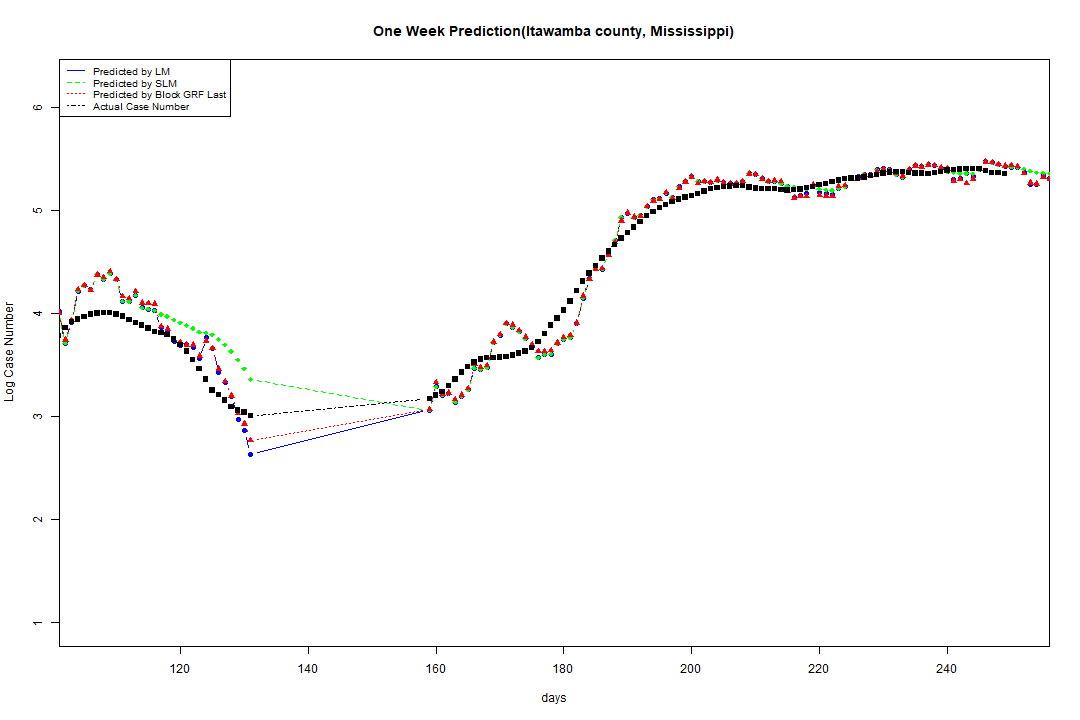 One Week Prediction(Itawamba county, Mississippi)
Predicted by LM
Predicted by SLM
Predicted by Block GRF Last
Actual Case Number
Log Case Number
6
5
4
3
2
1
120 140 160 180 200 220 240
days